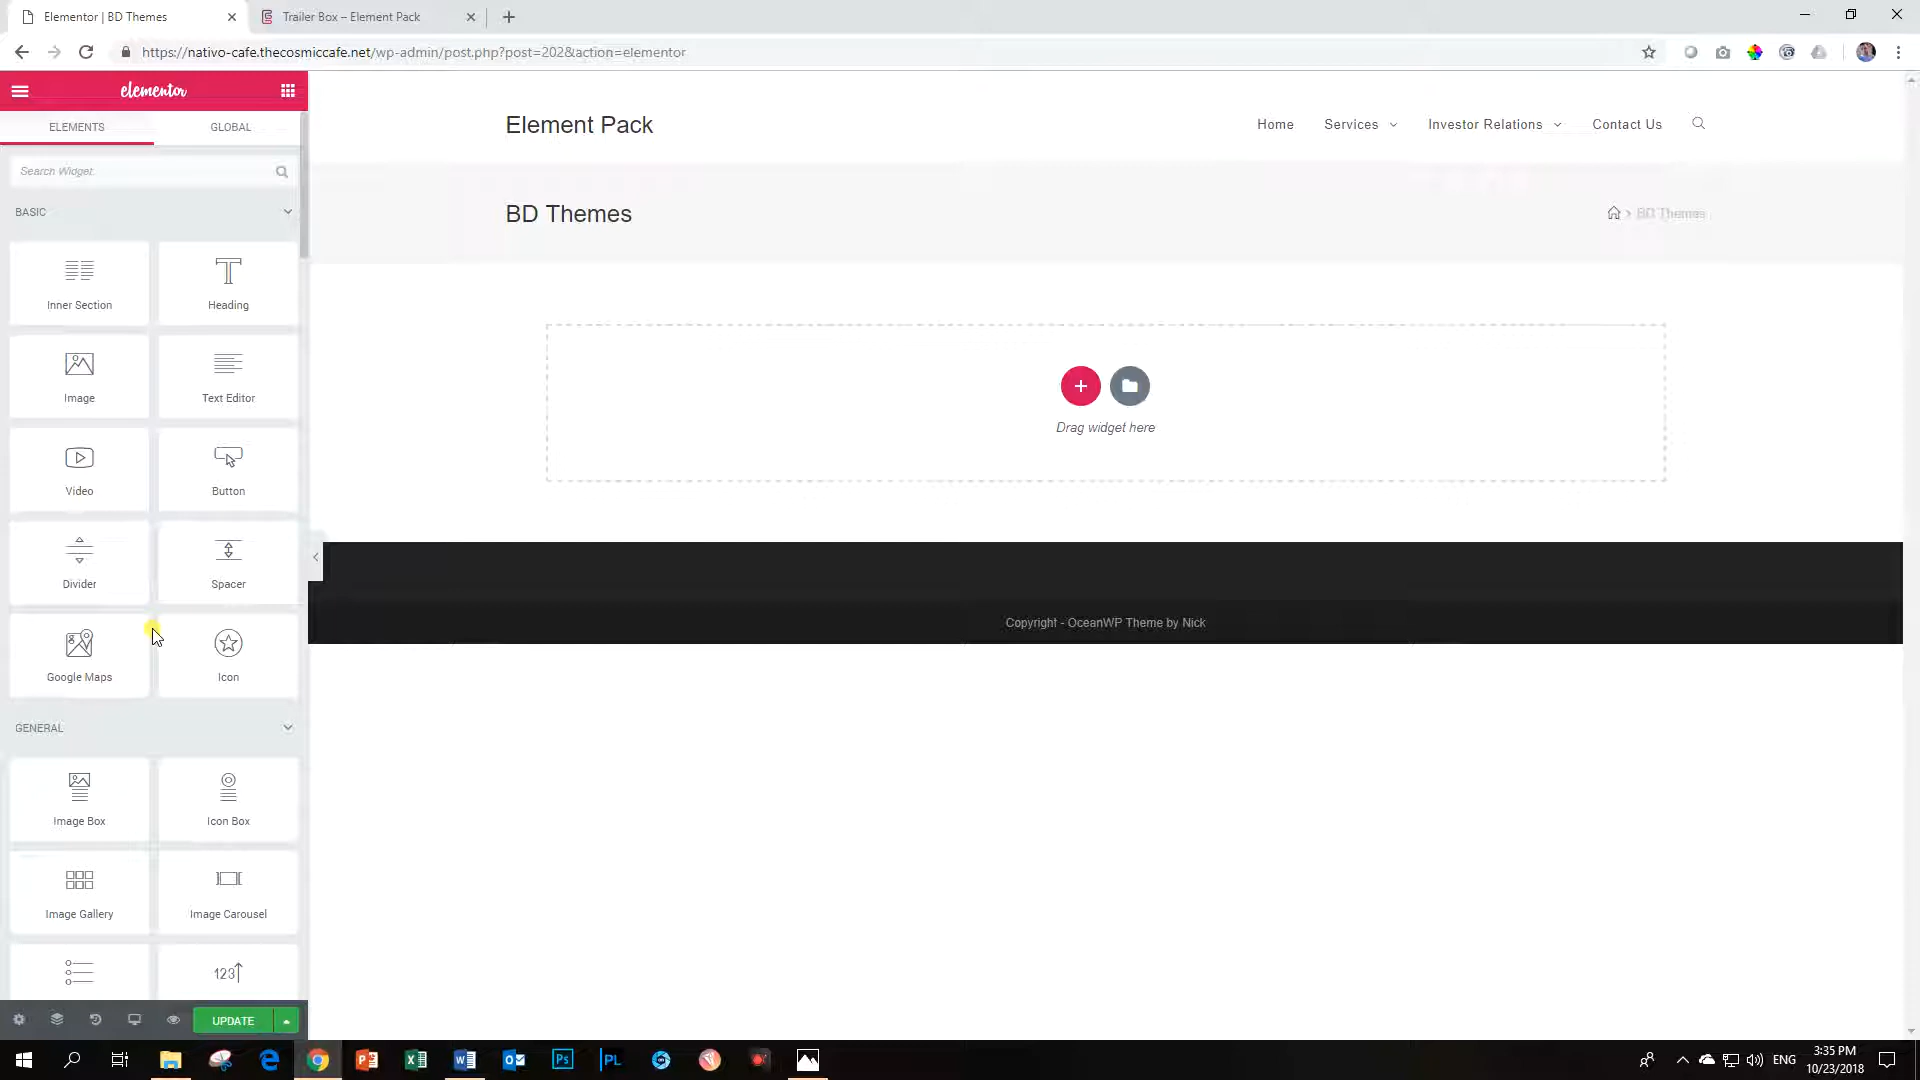 Elementor | BD Themes
Trailer Box – Element Pack
https://nativo-cafe.thecosmiccafe.net/wp-admin/post.php?post=202&action=elementor
elementor
ELEMENTS
GLOBAL
Search Widget.
BASIC
Inner Section
Heading
Image
Text Editor
Video
Button
Divider
Spacer
Google Maps
Icon
GENERAL
Image Box
Icon Box
Image Gallery
Image Carousel
123
UPDATE
Element Pack
Home
Services
Investor Relations
Contact Us
BD Themes
> BD Themes
Drag widget here
Copyright - OceanWP Theme by Nick
Ps
PL
ENG
3:35 PM
10/23/2018